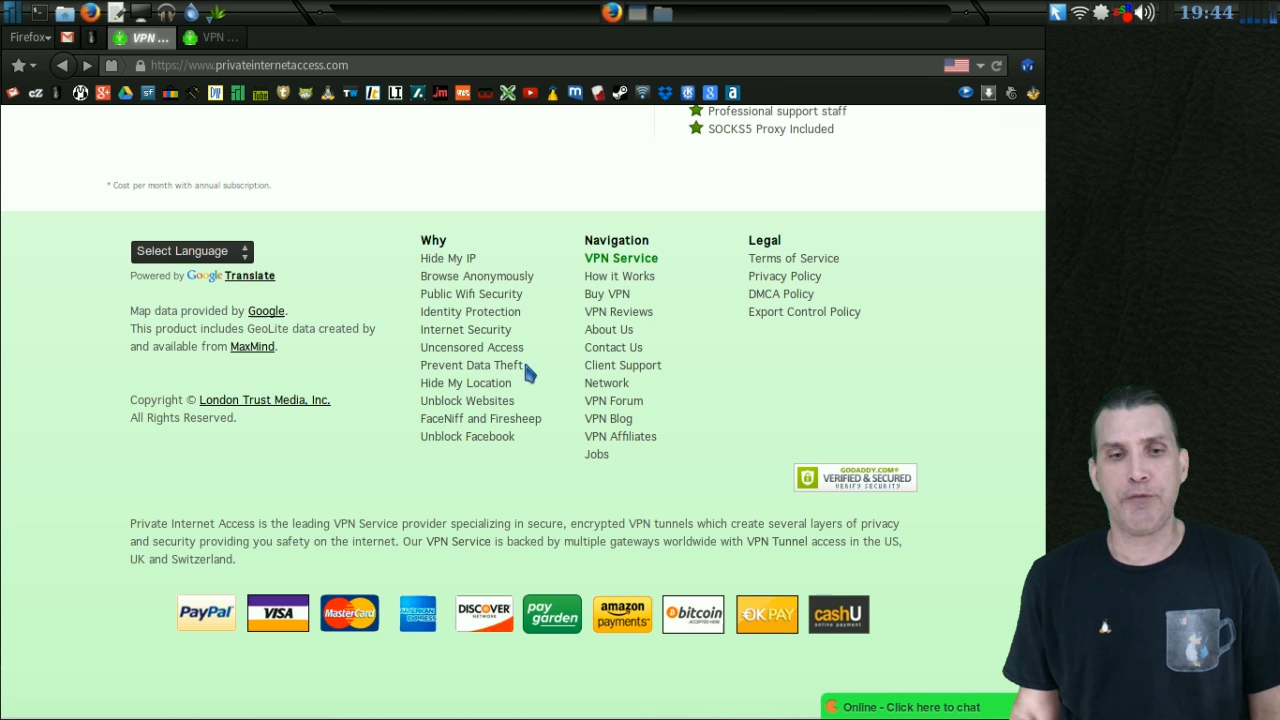 19:44
Firefox
VPN ...
VPN ...
https://www.privateinternetaccess.com
Professional support staff
SOCKS5 Proxy Included
* Cost per month with annual subscription.
Select Language
Powered by Google Translate
Map data provided by Google.
This product includes GeoLite data created by
and available from MaxMind.
Copyright © London Trust Media, Inc.
All Rights Reserved.
Why
Hide My IP
Browse Anonymously
Public Wifi Security
Identity Protection
Internet Security
Uncensored Access
Prevent Data Theft
Hide My Location
Unblock Websites
FaceNiff and Firesheep
Unblock Facebook
Navigation
VPN Service
How it Works
Buy VPN
VPN Reviews
About Us
Contact Us
Client Support
Network
VPN Forum
VPN Blog
VPN Affiliates
Jobs
Legal
Terms of Service
Privacy Policy
DMCA Policy
Export Control Policy
GODADDY.COM®
VERIFIED & SECURED
VERIFY SECURITY
Private Internet Access is the leading VPN Service provider specializing in secure, encrypted VPN tunnels which create several layers of privacy
and security providing you safety on the internet. Our VPN Service is backed by multiple gateways worldwide with VPN Tunnel access in the US,
UK and Switzerland.
PayPal
VISA
MasterCard
AMERICAN EXPRESS
DISCOVER NETWORK
pay garden
amazon payments
bitcoin ACCEPTED HERE
OKPAY
cashU online payment
Online - Click here to chat